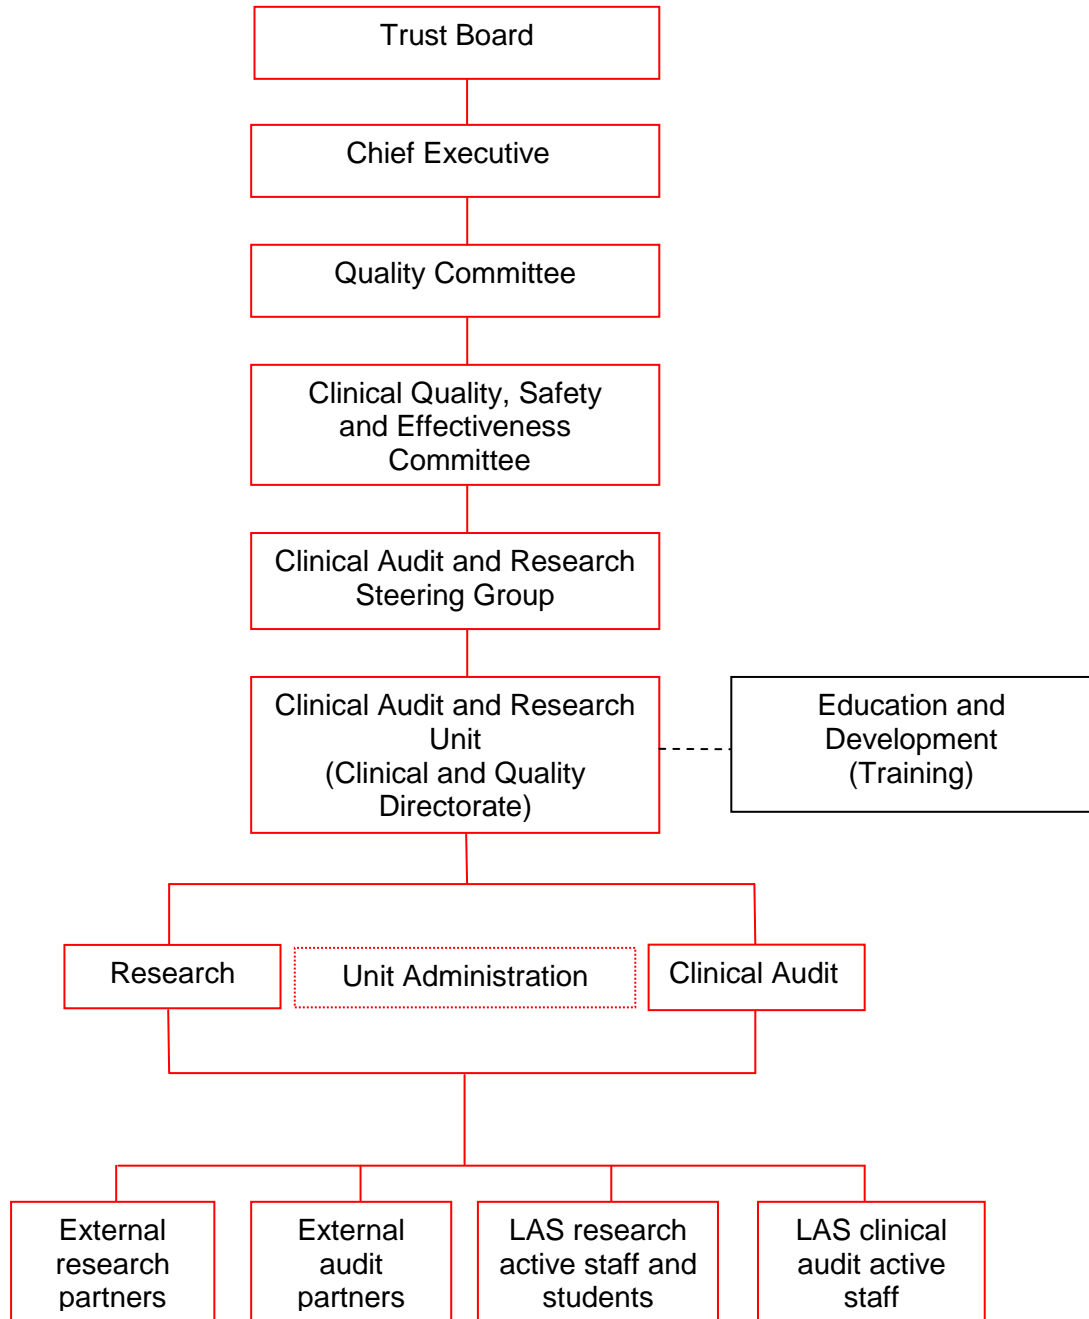 Trust Board
Chief Executive
Quality Committee
Clinical Quality, Safety
and Effectiveness
Committee
Clinical Audit and Research
Steering Group
Clinical Audit and Research
Unit
(Clinical and Quality
Directorate)
Education and
Development
(Training)
Research
Unit Administration
Clinical Audit
External
research
partners
External
audit
partners
LAS research
active staff and
students
LAS clinical
audit active
staff